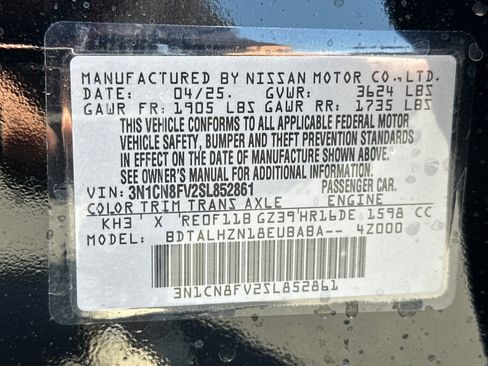 MANUFACTURED BY NISSAN MOTOR CO., LTD.
DATE: 04/25. GVWR: 3624 LBS
GAWR FR: 1905 LBS GAWR RR: 1735 LBS
THIS VEHICLE CONFORMS TO ALL APPLICABLE FEDERAL MOTOR
VEHICLE SAFETY, BUMPER AND THEFT PREVENTION STANDARDS
IN EFFECT ON THE DATE OF MANUFACTURE SHOWN ABOVE.
SEE OWNER'S MANUAL FOR ADDITIONAL INFORMATION.
VIN: 3N1CN8FV2SL852861 PASSENGER CAR.
COLOR TRIM TRANS AXLE ENGINE
KH3 X RE0F11B GZ39 HR16DE 1598 CC
MODEL: BDTALHZN18EUBABA-- 4Z000
3N1CN8FV2SL852861